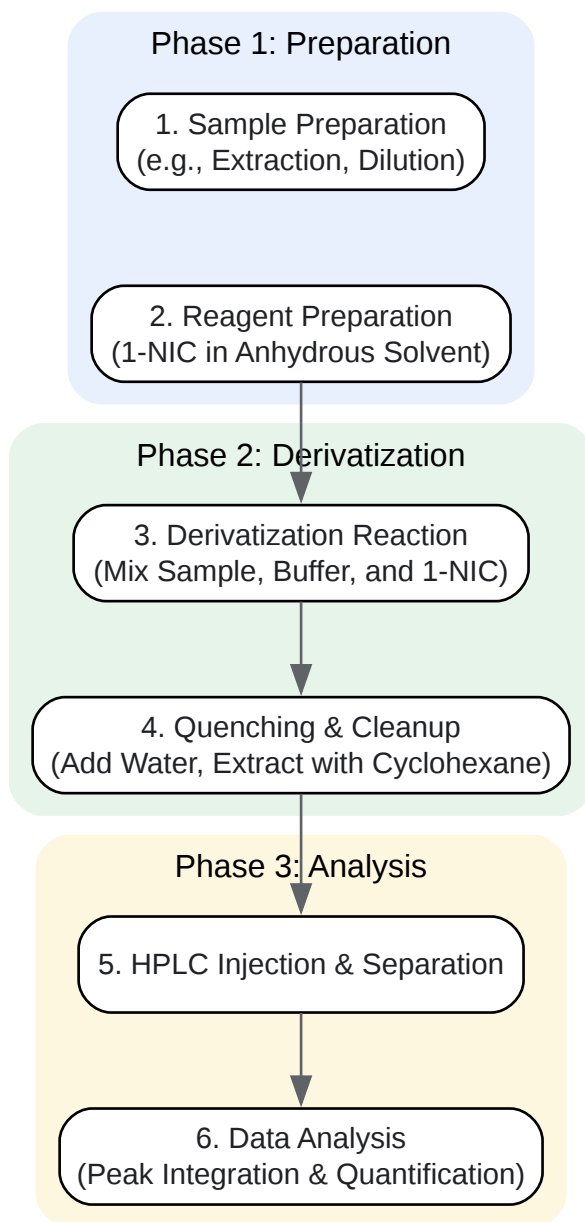 Phase 1: Preparation
1. Sample Preparation
(e.g., Extraction, Dilution)
2. Reagent Preparation
(1-NIC in Anhydrous Solvent)
Phase 2: Derivatization
3. Derivatization Reaction
(Mix Sample, Buffer, and 1-NIC)
4. Quenching & Cleanup
(Add Water, Extract with Cyclohexane)
Phase 3: Analysis
5. HPLC Injection & Separation
6. Data Analysis
(Peak Integration & Quantification)